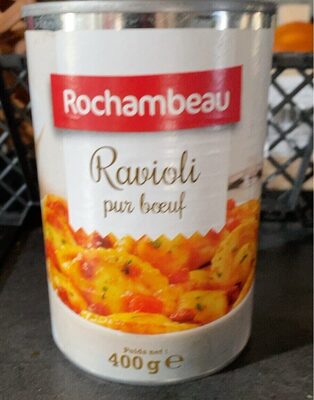 Rochambeau
Ravioli
pur bœuf
Poids net :
400 g e